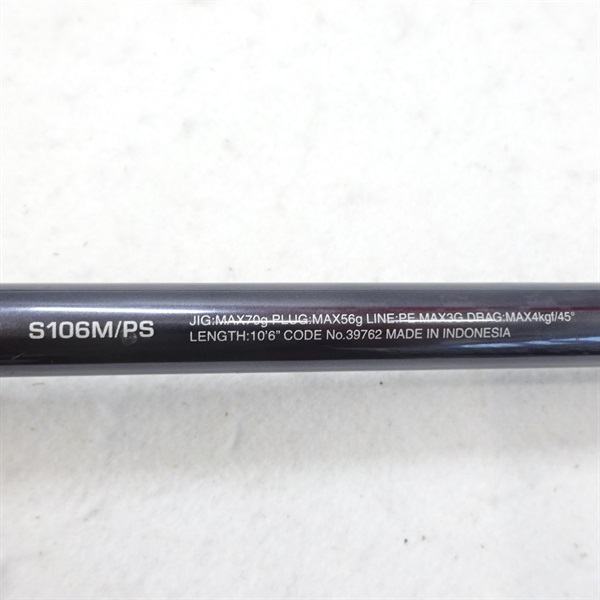 S106M/PS
JIG:MAX70g PLUG:MAX56g LINE:PE MAX3G DRAG:MAX4kgf/45°
LENGTH:10'6" CODE No.39762 MADE IN INDONESIA